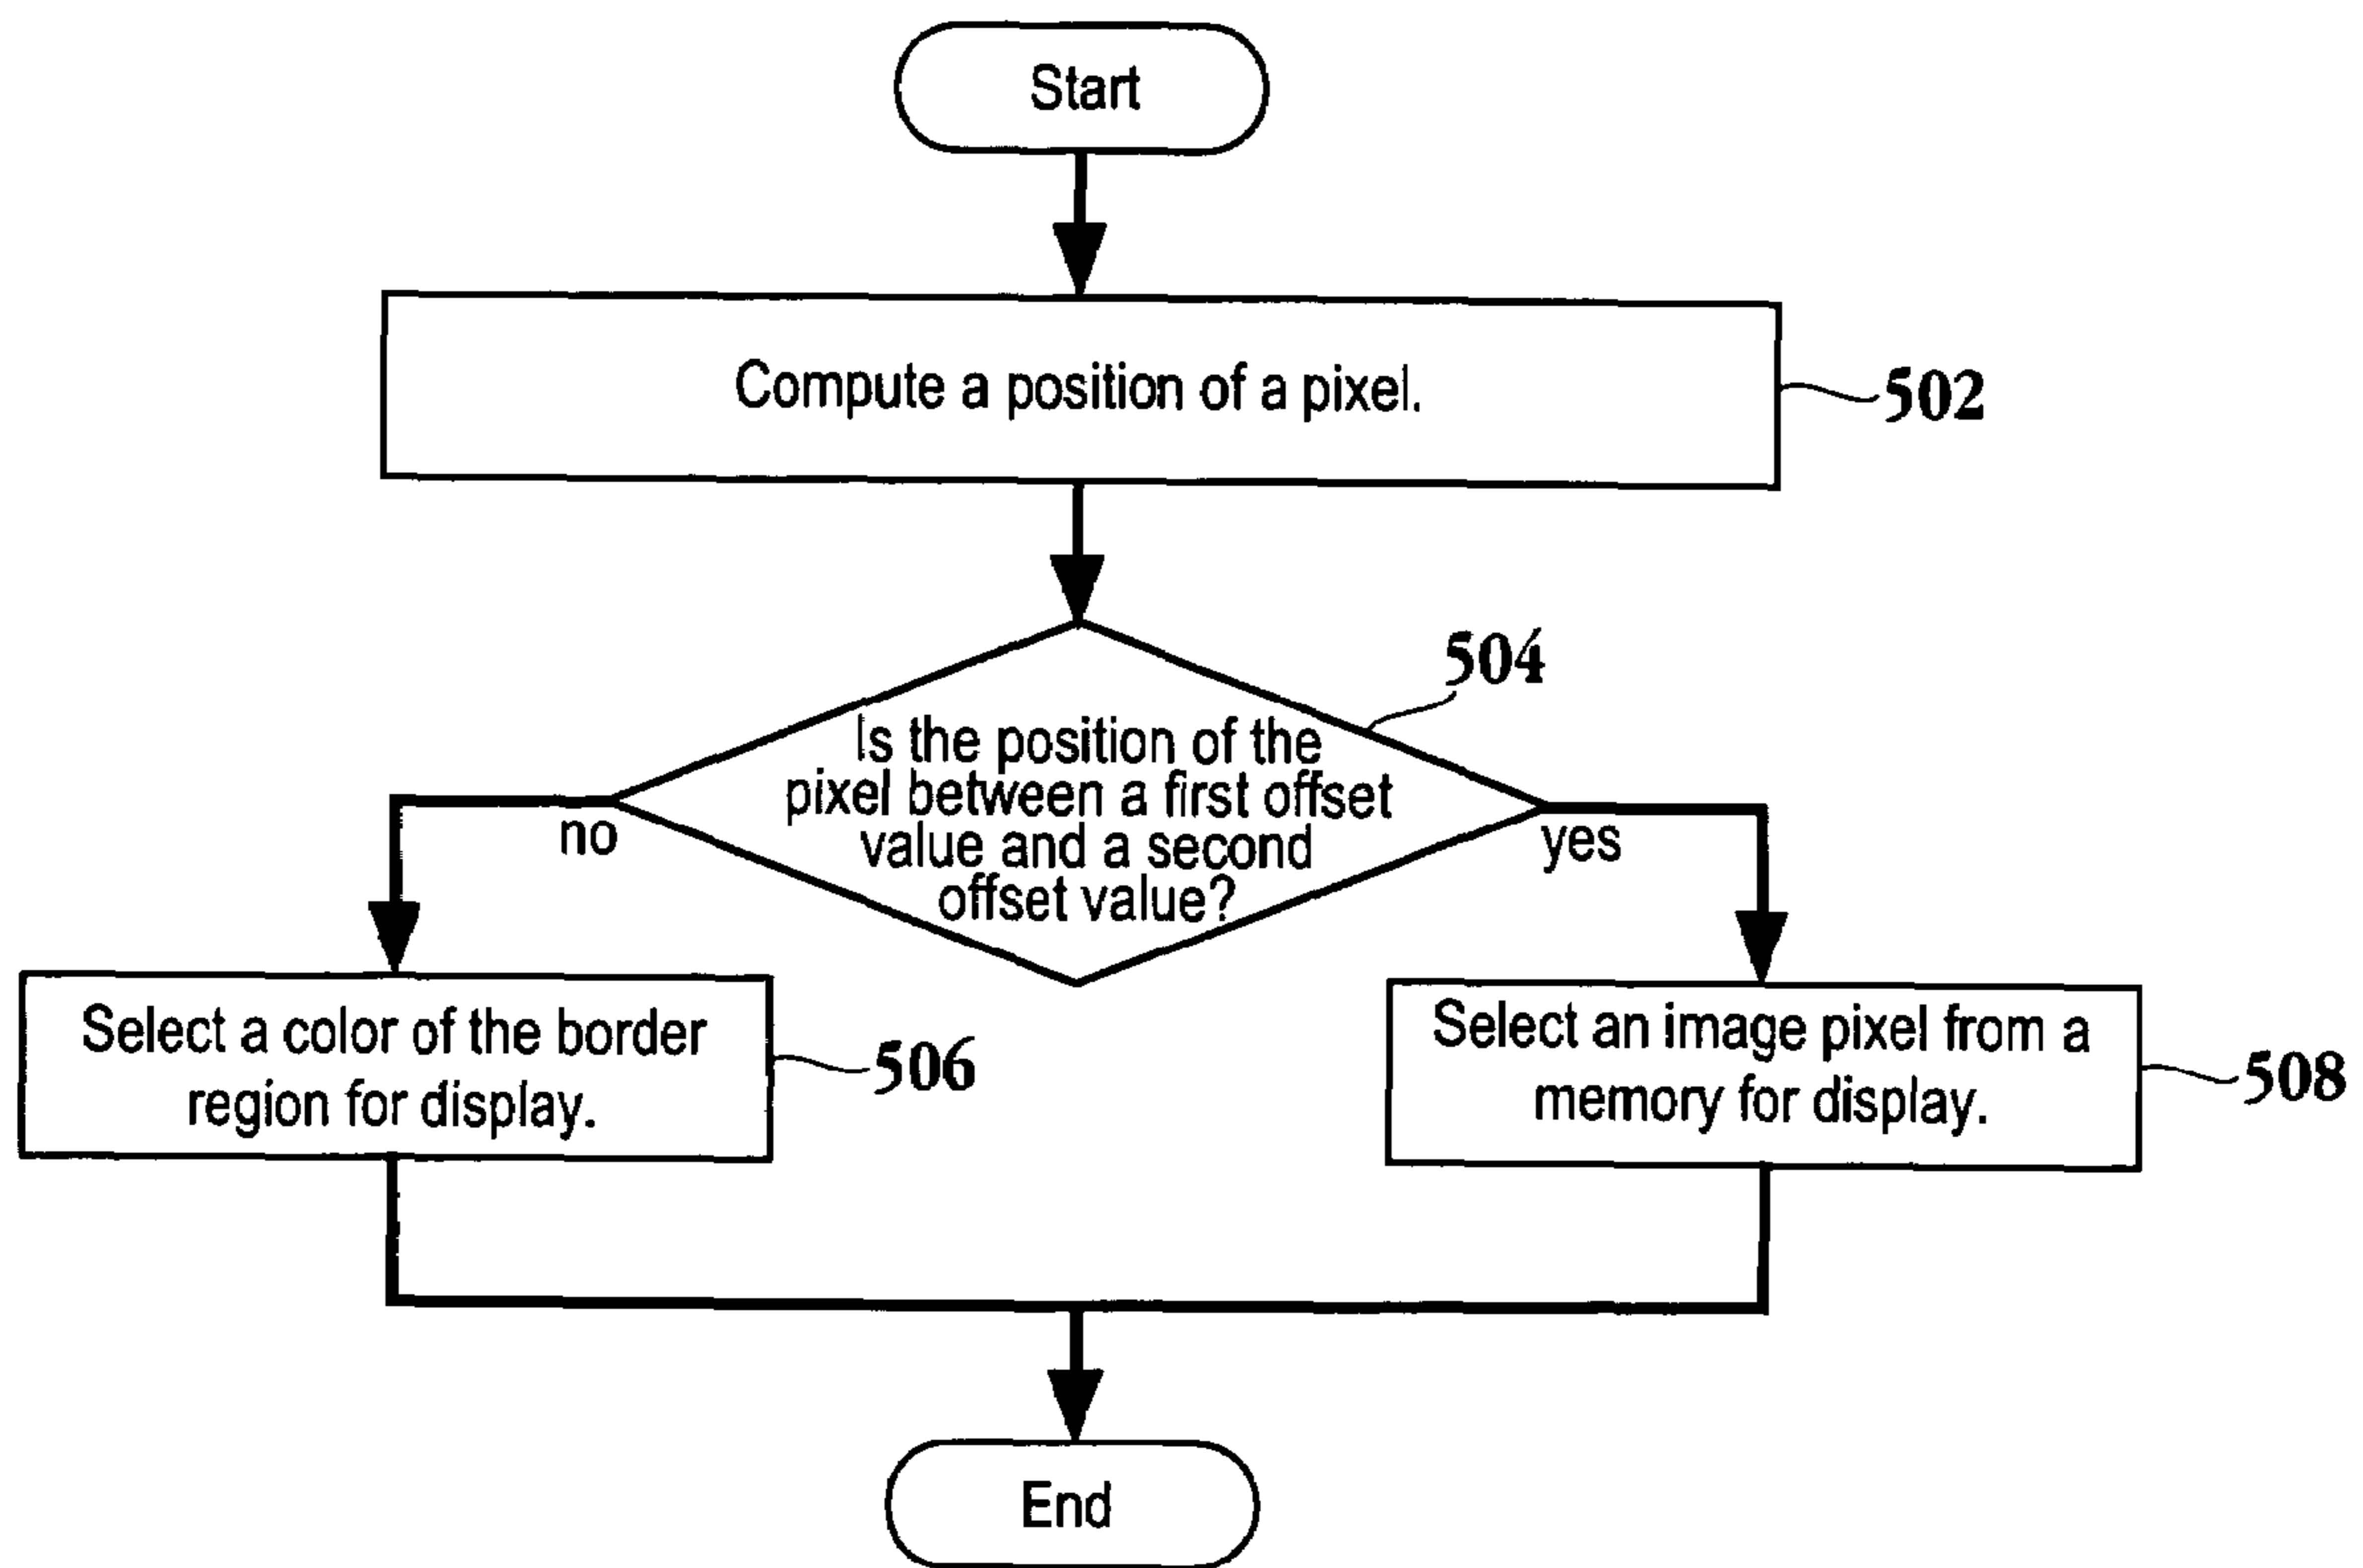 Start
Compute a position of a pixel.
502
504
Is the position of the
pixel between a first offset
value and a second
offset value?
no
yes
Select a color of the border
region for display.
506
Select an image pixel from a
memory for display.
508
End